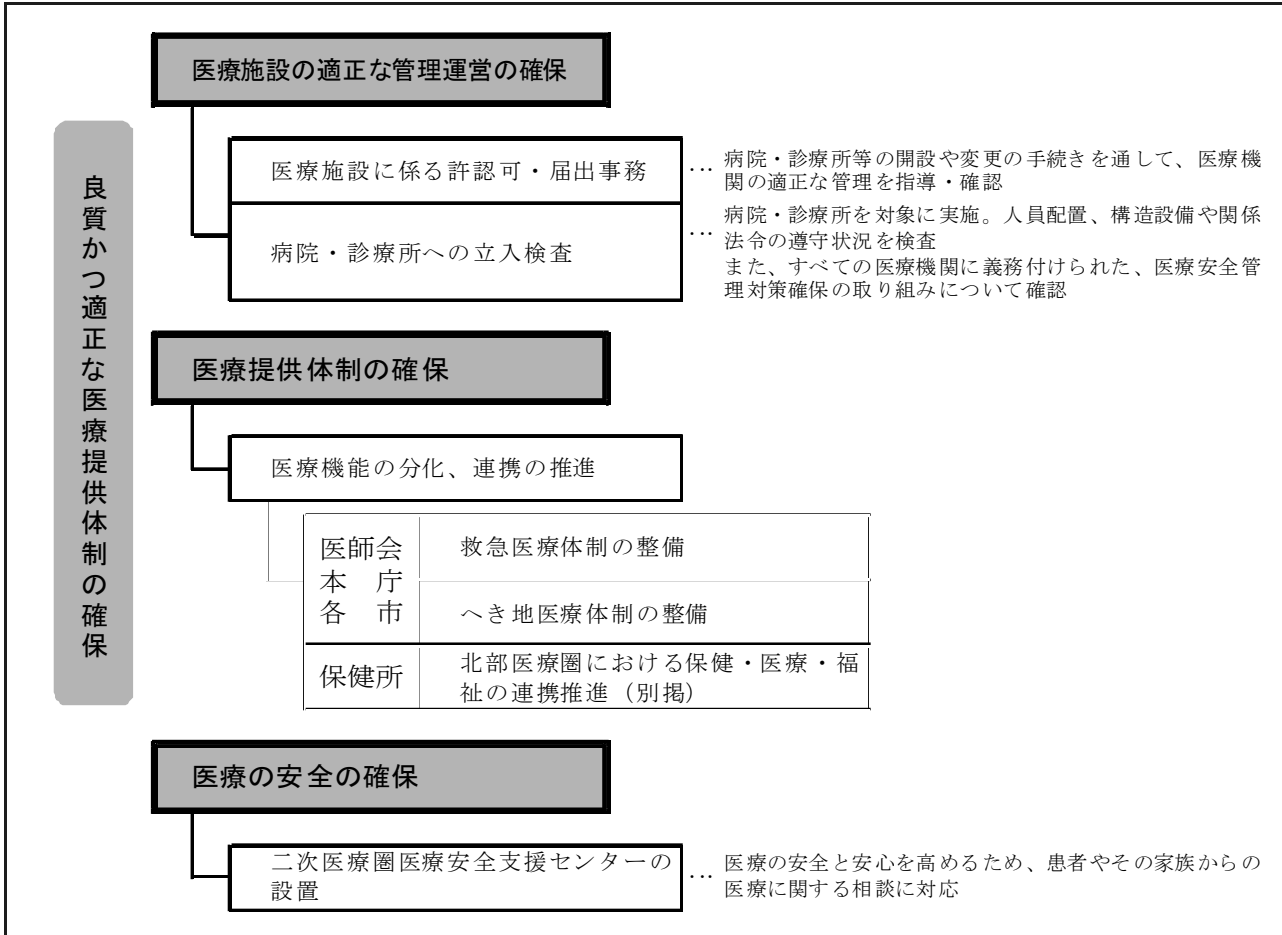 良質かつ適正な医療提供体制の確保
医療施設の適正な管理運営の確保
医療施設に係る許認可・届出事務
… 病院・診療所等の開設や変更の手続きを通して、医療機
関の適正な管理を指導・確認
病院・診療所への立入検査
… 病院・診療所を対象に実施。人員配置、構造設備や関係
法令の遵守状況を検査
また、すべての医療機関に義務付けられた、医療安全管
理対策確保の取り組みについて確認
医療提供体制の確保
医療機能の分化、連携の推進
医師会
本 庁
各 市
救急医療体制の整備
へき地医療体制の整備
保健所
北部医療圏における保健・医療・福
祉の連携推進（別掲）
医療の安全の確保
二次医療圏医療安全支援センターの
設置
… 医療の安全と安心を高めるため、患者やその家族からの
医療に関する相談に対応